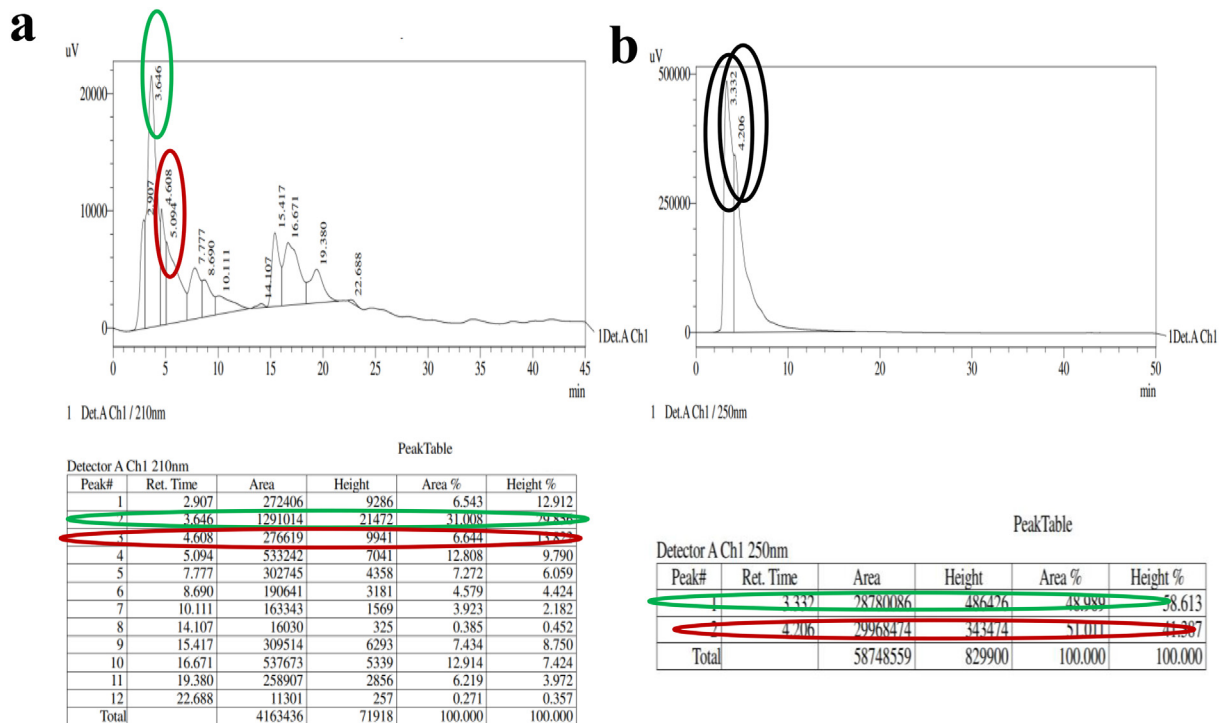 a
uV
20000
10000
0
2.907
3.646
4.608
5.094
7.777
8.690
10.111
14.107
15.417
16.671
19.380
22.688
1Det.A Ch1
0 5 10 15 20 25 30 35 40 45
min
1 Det.A Ch1 / 210nm
PeakTable
Detector A Ch1 210nm
Peak# Ret. Time Area Height Area % Height %
1 2.907 272406 9286 6.543 12.912
2 3.646 1291014 21472 31.008 29.856
3 4.608 276619 9941 6.644
4 5.094 533242 7041 12.808 9.790
5 7.777 302745 4358 7.272 6.059
6 8.690 190641 3181 4.579 4.424
7 10.111 163343 1569 3.923 2.182
8 14.107 16030 325 0.385 0.452
9 15.417 309514 6293 7.434 8.750
10 16.671 537673 5339 12.914 7.424
11 19.380 258907 2856 6.219 3.972
12 22.688 11301 257 0.271 0.357
Total 4163436 71918 100.000 100.000
b
uV
500000
250000
0
3.332
4.206
1Det.A Ch1
0 10 20 30 40 50
min
1 Det.A Ch1 / 250nm
PeakTable
Detector A Ch1 250nm
Peak# Ret. Time Area Height Area % Height %
1 3.332 28780086 486426 48.989 58.613
2 4.206 29968474 343474 51.011 41.387
Total 58748559 829900 100.000 100.000